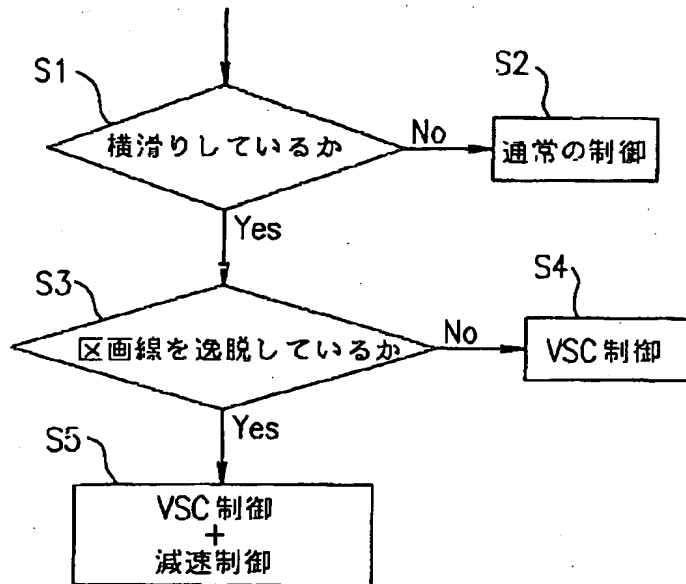 S1
横滑りしているか
No
S2
通常の制御
Yes
S3
区画線を逸脱しているか
No
S4
VSC制御
Yes
S5
VSC制御
+
減速制御